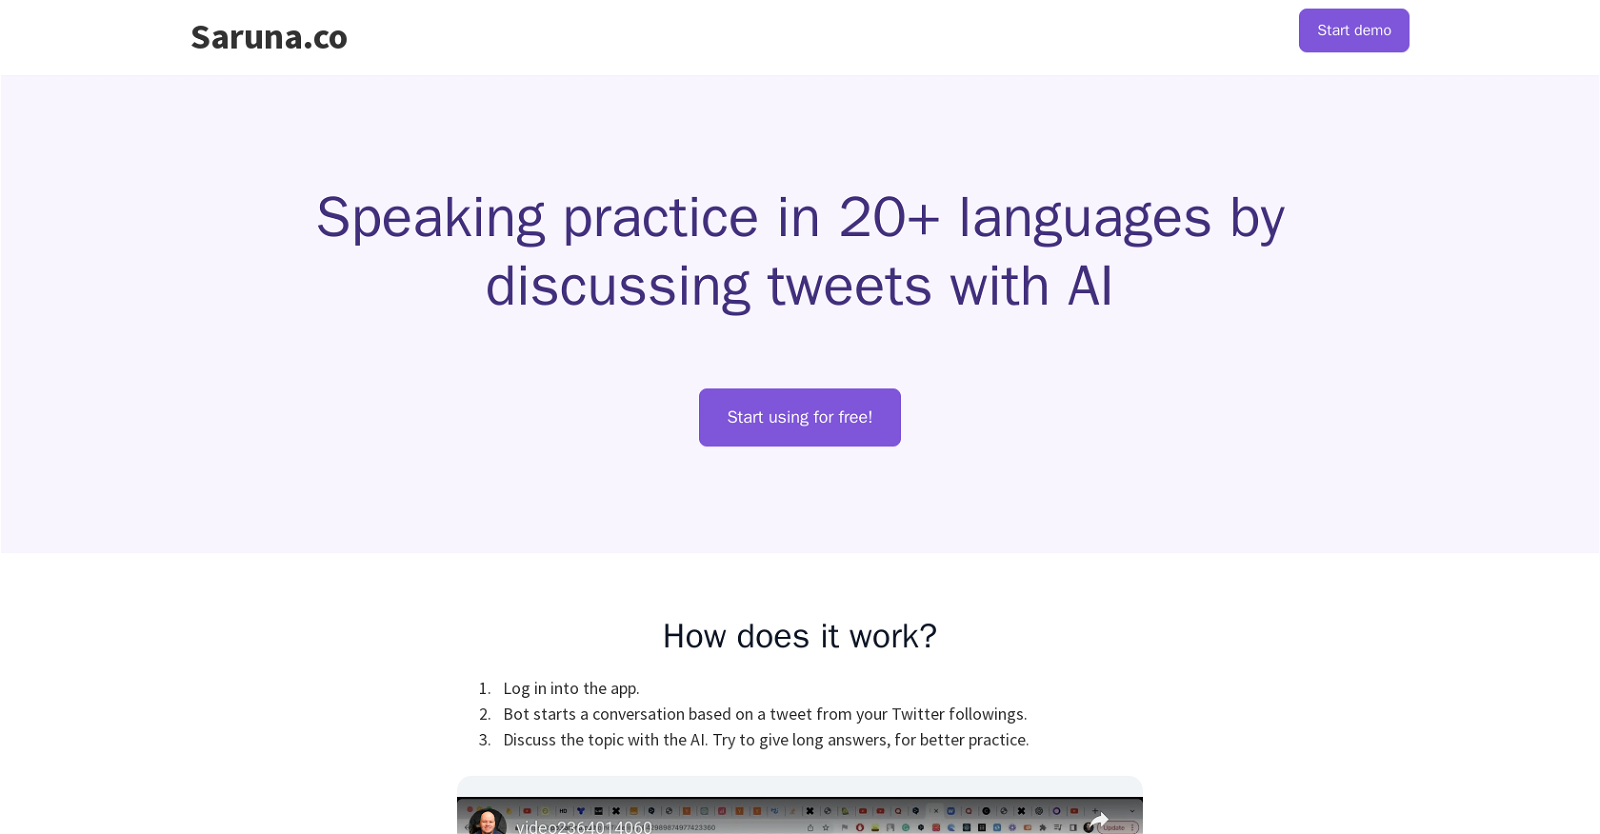 Saruna.co
Start demo
Speaking practice in 20+ languages by
discussing tweets with AI
Start using for free!
How does it work?
1. Log in into the app.
2. Bot starts a conversation based on a tweet from your Twitter followings.
3. Discuss the topic with the AI. Try to give long answers, for better practice.
video2364014060
Update